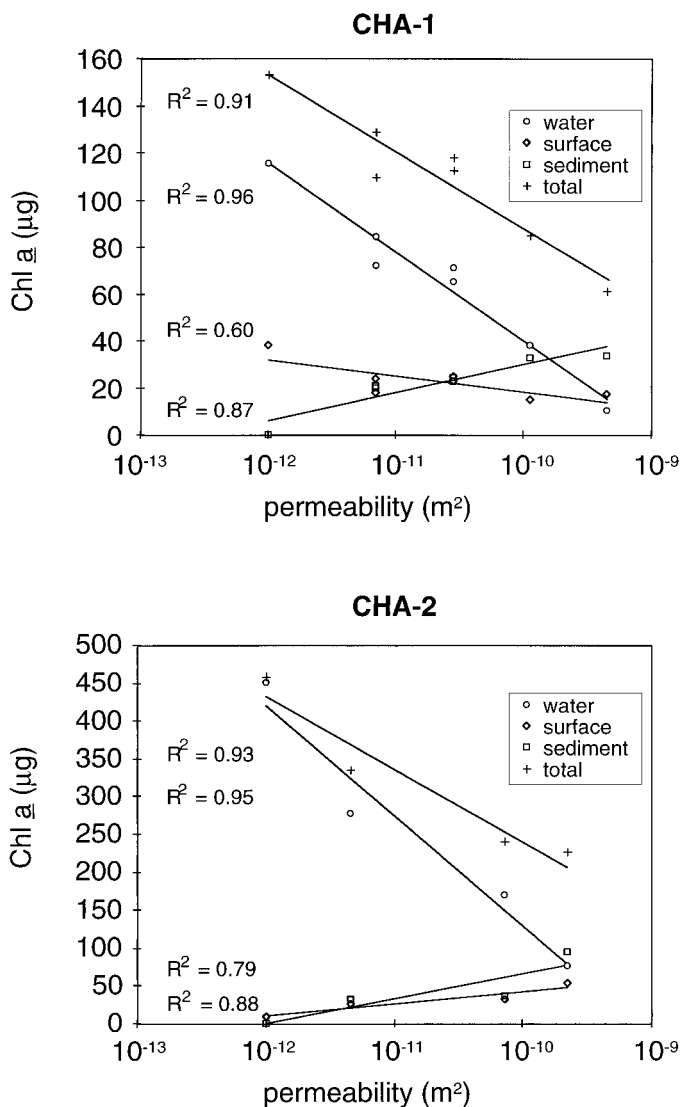 CHA-1
160
140
120
100
80
60
40
20
0
Chl a (µg)
R² = 0.91
R² = 0.96
R² = 0.60
R² = 0.87
water
surface
sediment
total
10⁻¹³
10⁻¹²
10⁻¹¹
10⁻¹⁰
10⁻⁹
permeability (m²)
CHA-2
500
450
400
350
300
250
200
150
100
50
0
Chl a (µg)
R² = 0.93
R² = 0.95
R² = 0.79
R² = 0.88
water
surface
sediment
total
10⁻¹³
10⁻¹²
10⁻¹¹
10⁻¹⁰
10⁻⁹
permeability (m²)